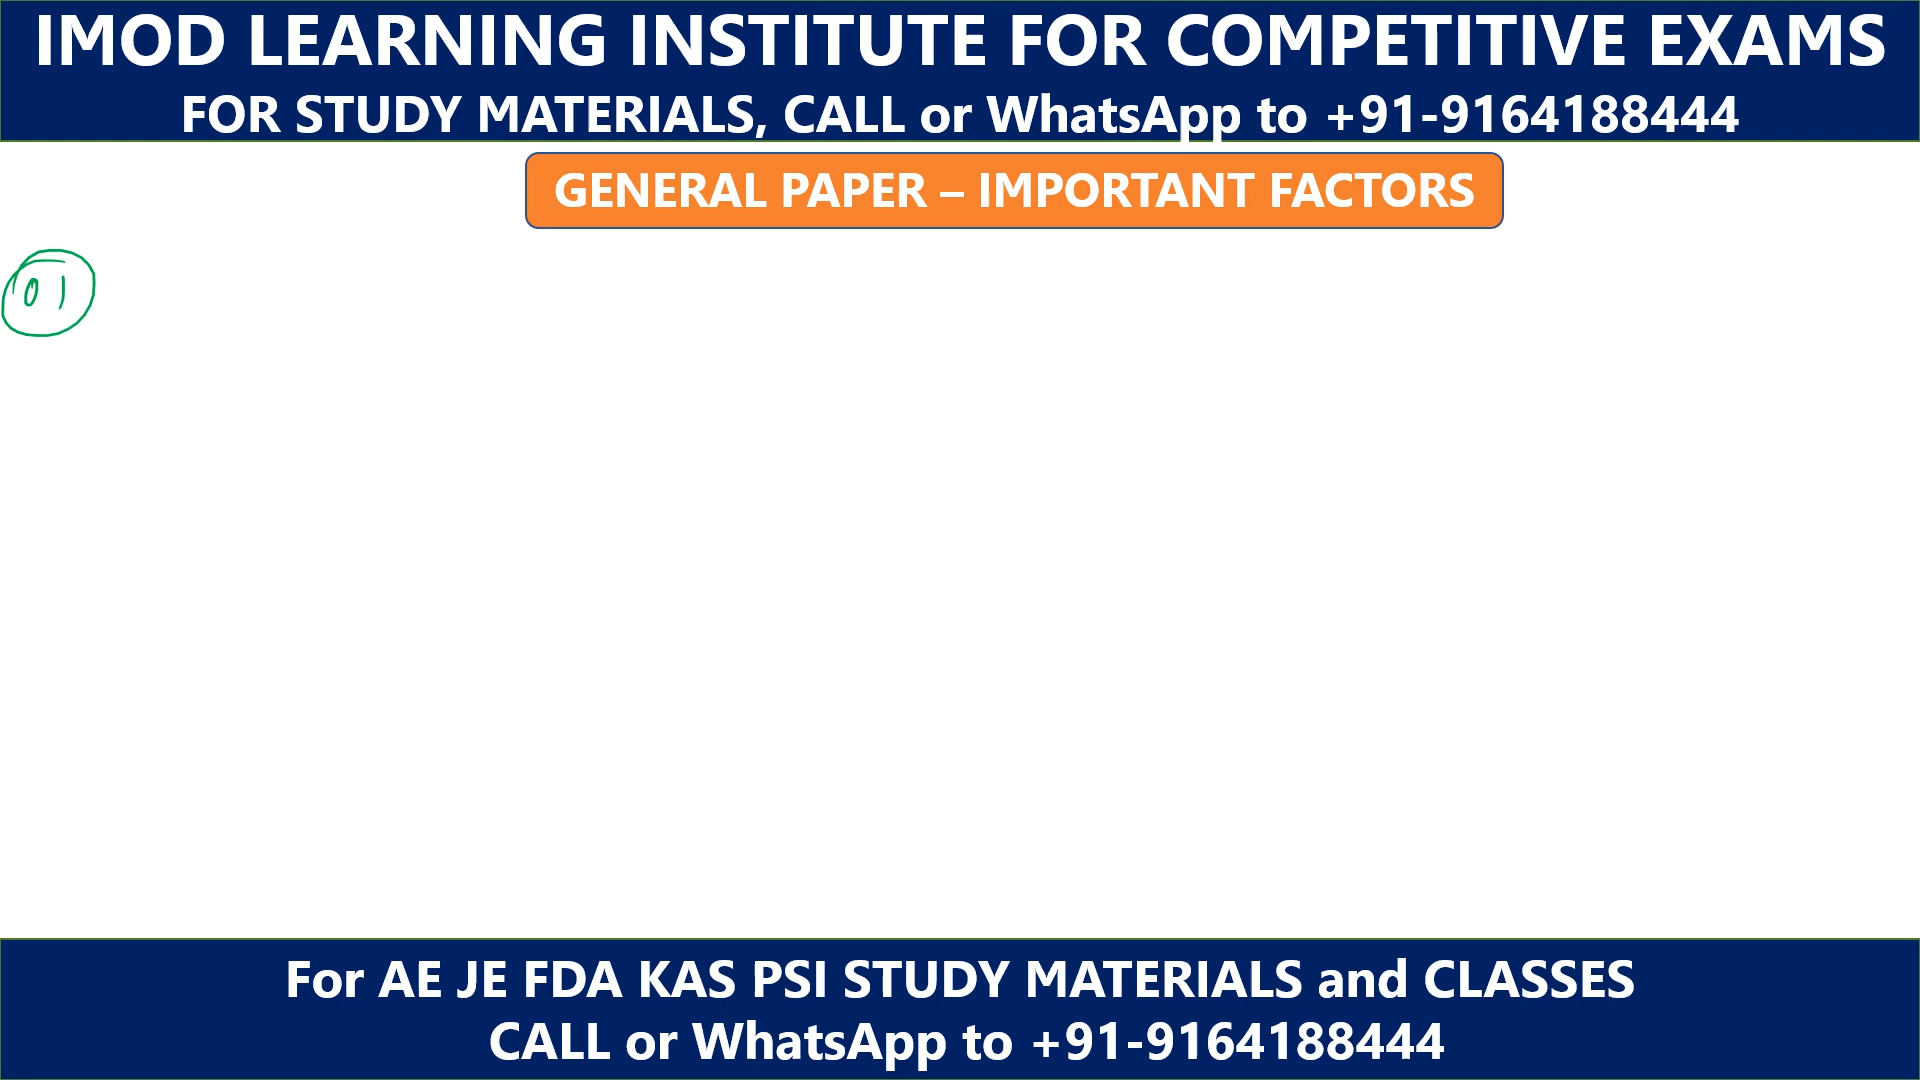 IMOD LEARNING INSTITUTE FOR COMPETITIVE EXAMS
FOR STUDY MATERIALS, CALL or WhatsApp to +91-9164188444
GENERAL PAPER – IMPORTANT FACTORS
01
For AE JE FDA KAS PSI STUDY MATERIALS and CLASSES
CALL or WhatsApp to +91-9164188444